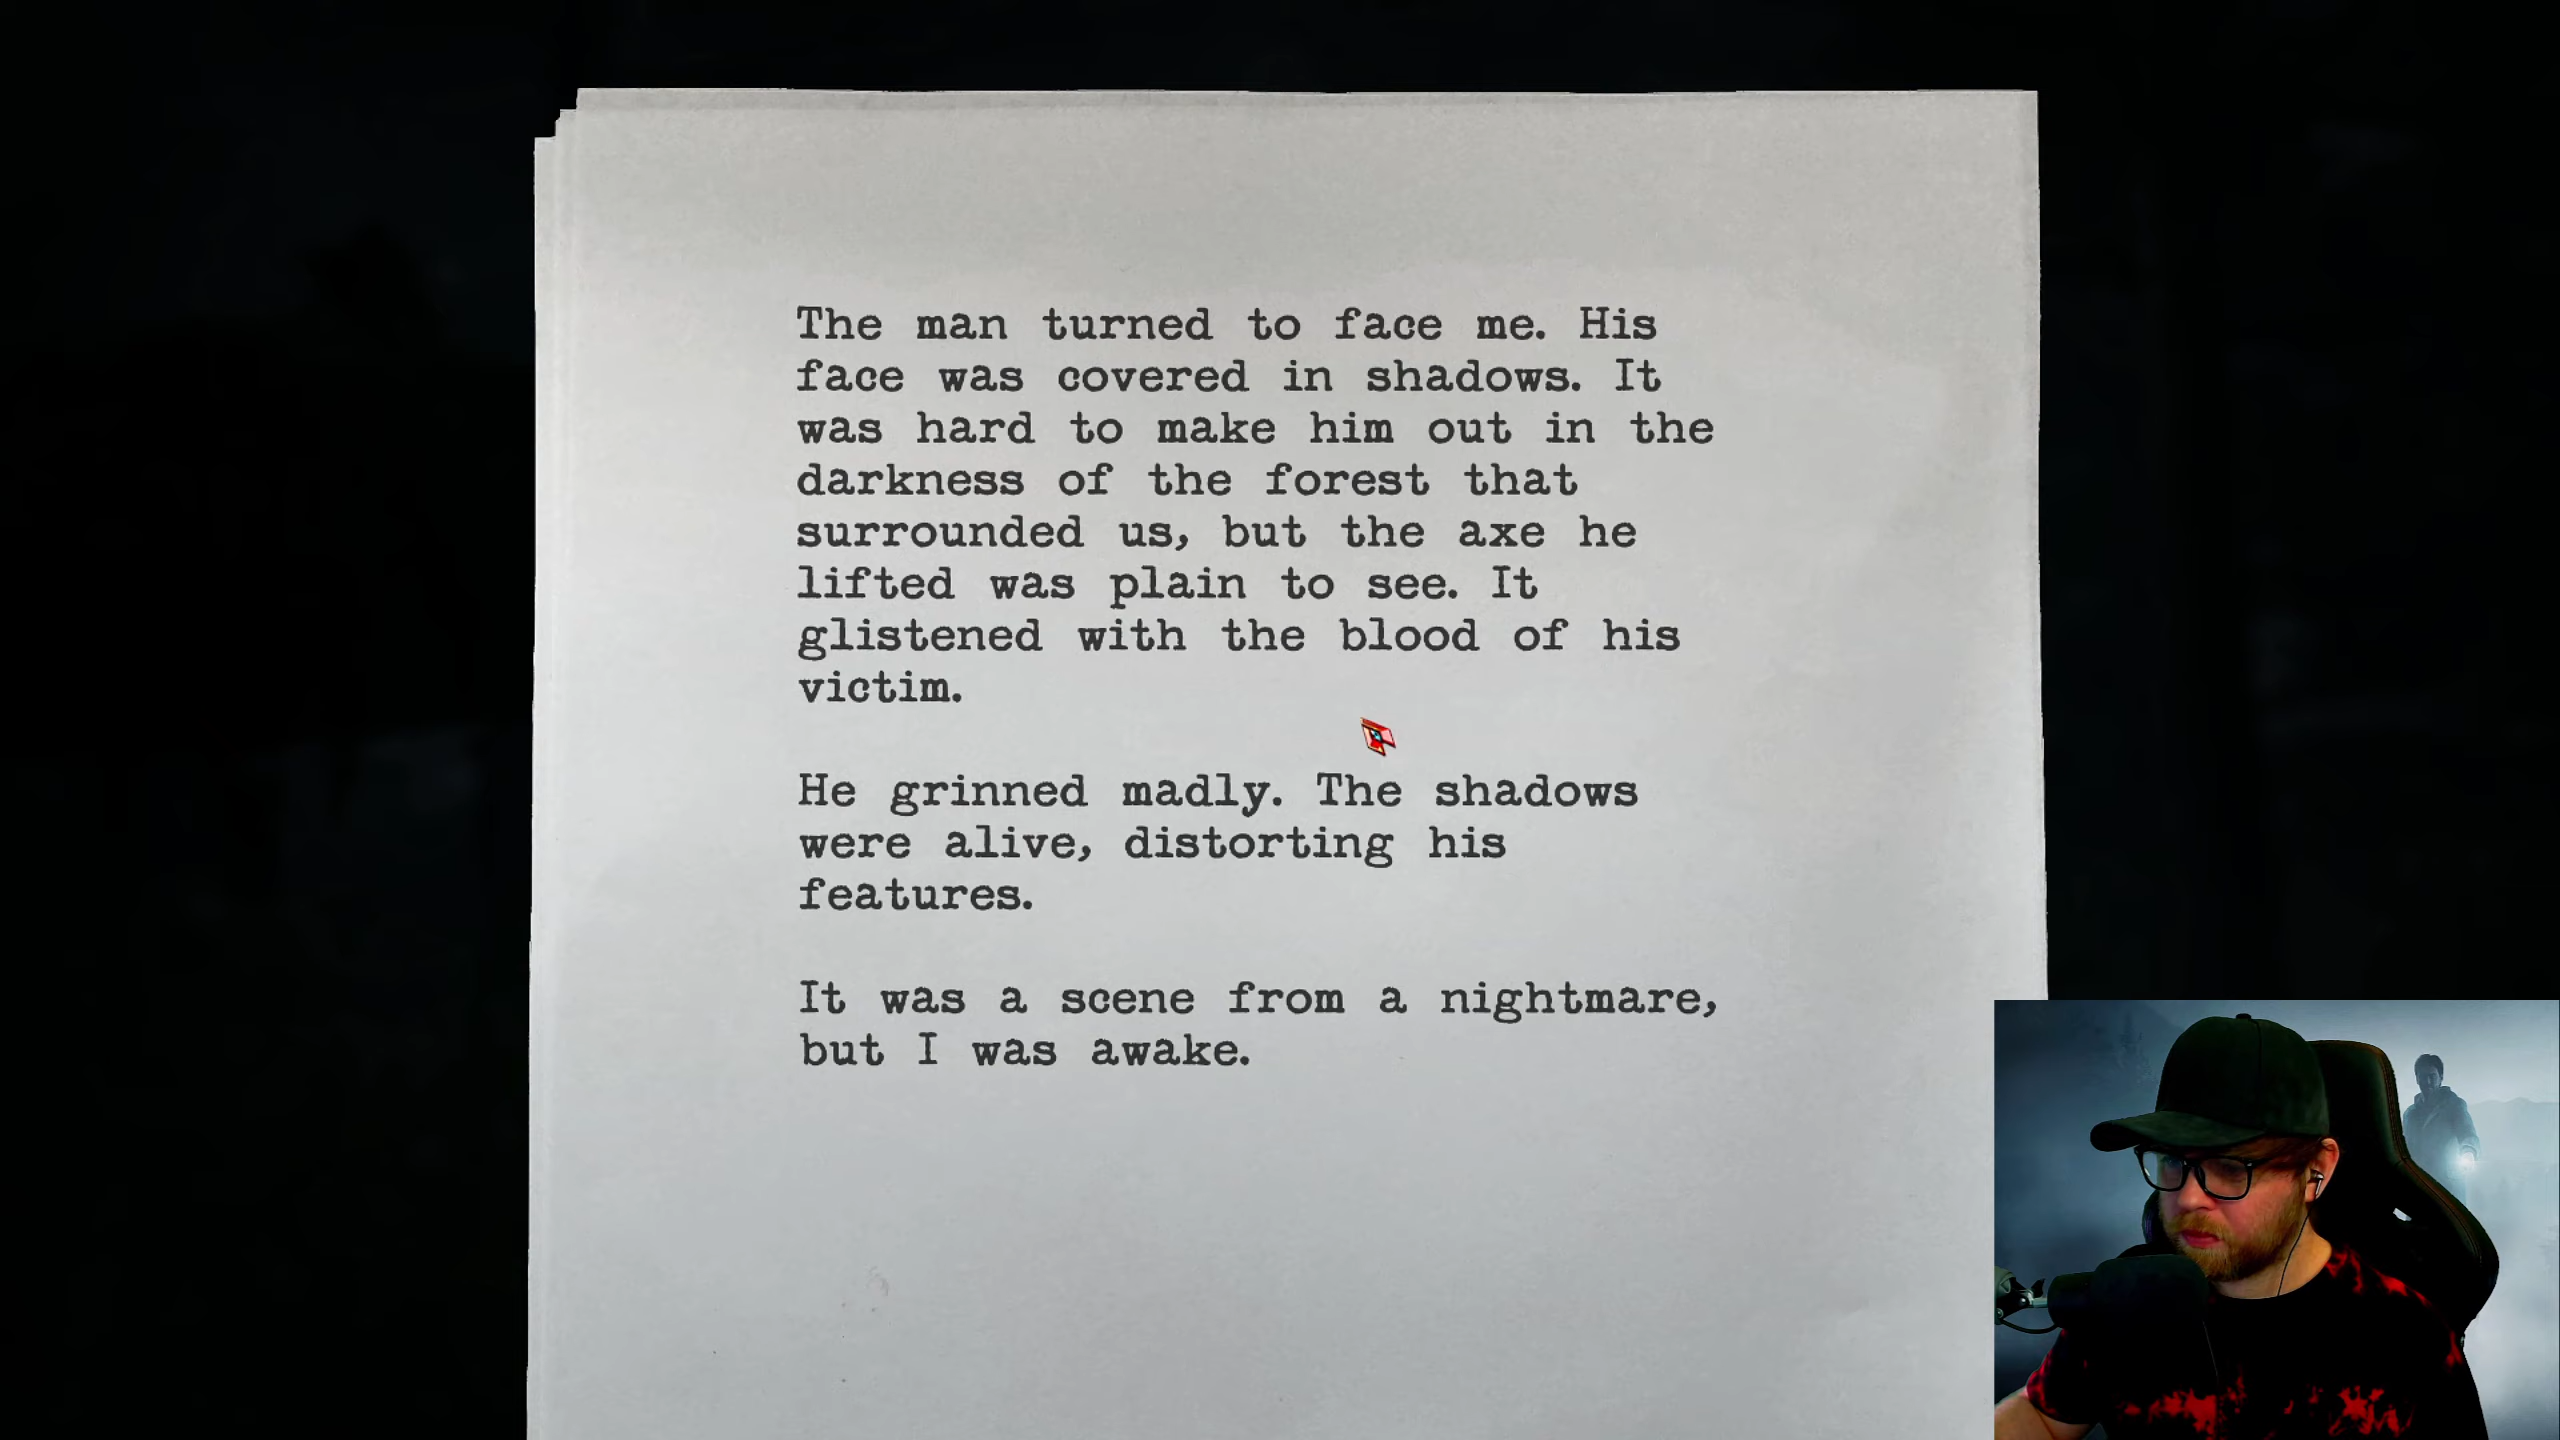 The man turned to face me. His
face was covered in shadows. It
was hard to make him out in the
darkness of the forest that
surrounded us, but the axe he
lifted was plain to see. It
glistened with the blood of his
victim.
He grinned madly. The shadows
were alive, distorting his
features.
It was a scene from a nightmare,
but I was awake.